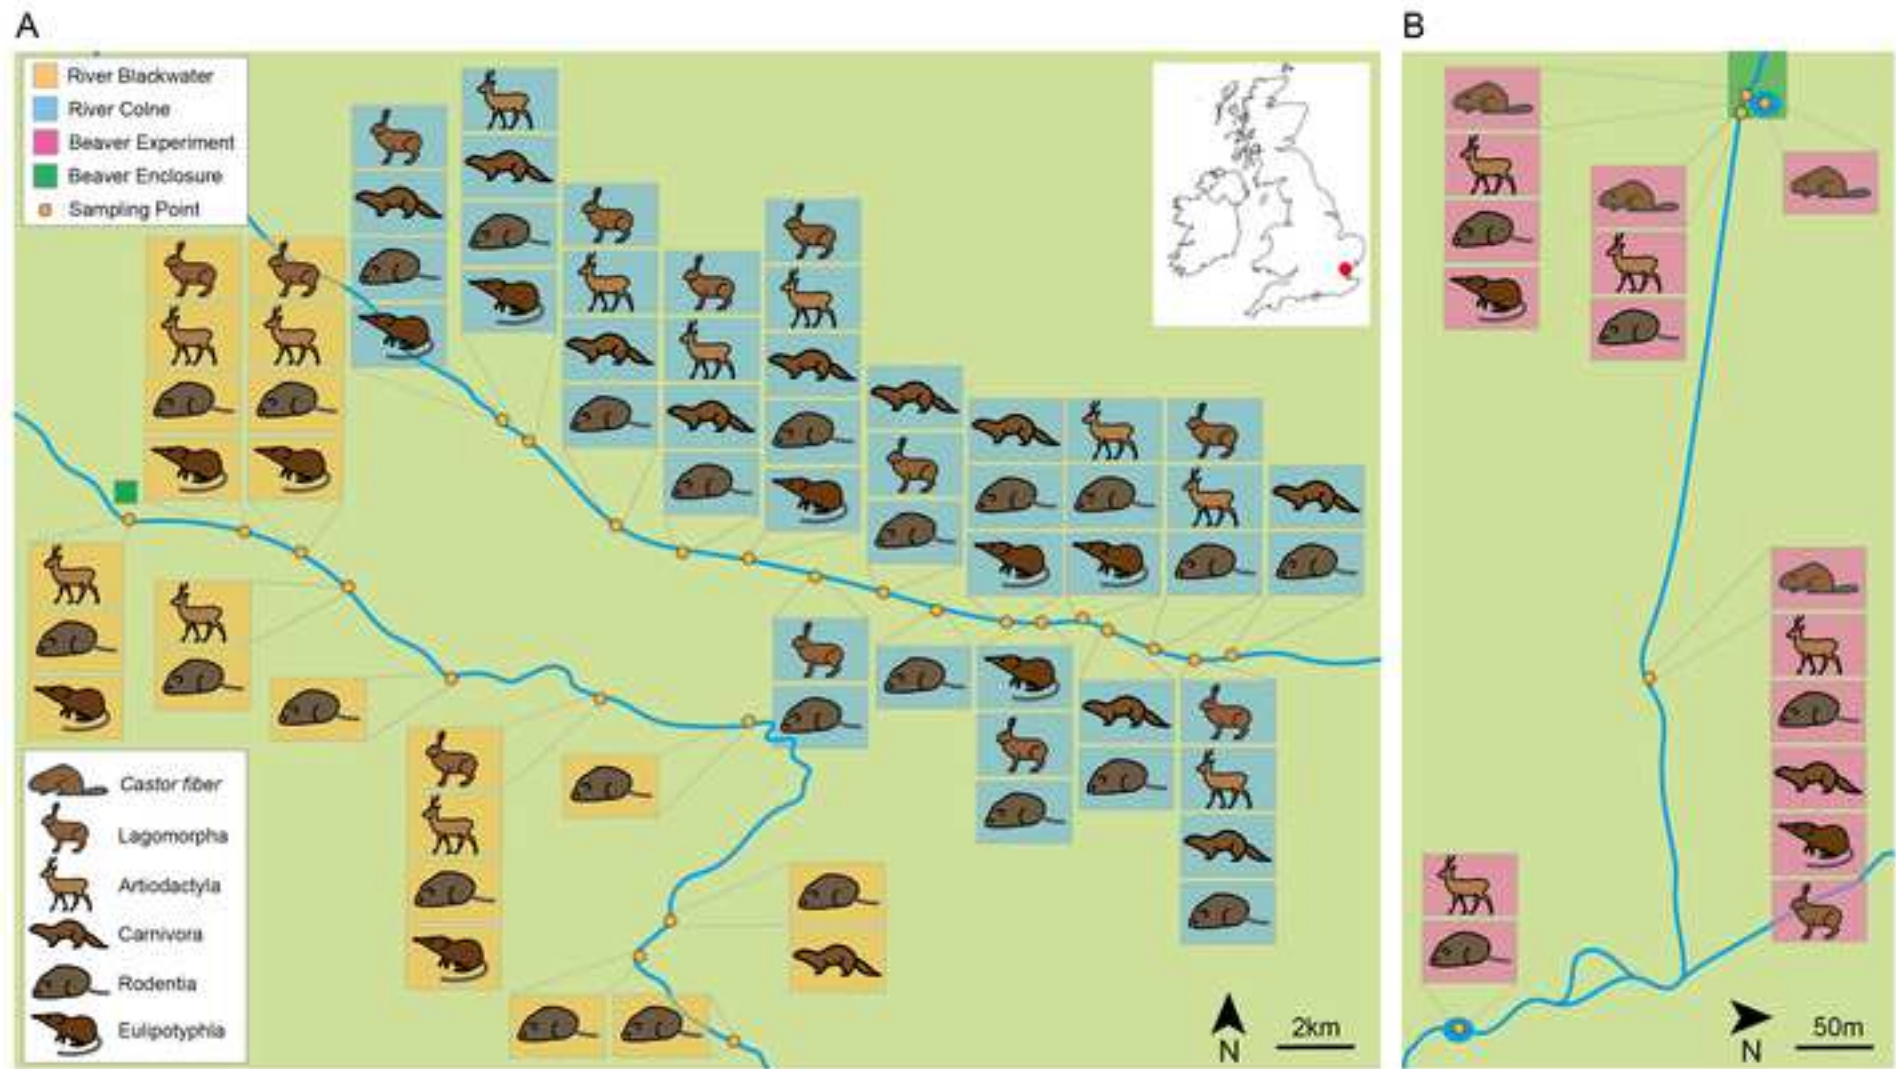 A
River Blackwater
River Colne
Beaver Experiment
Beaver Enclosure
Sampling Point
Castor fiber
Lagomorpha
Artiodactyla
Carnivora
Rodentia
Eulipotyphla
N
2km
B
N
50m